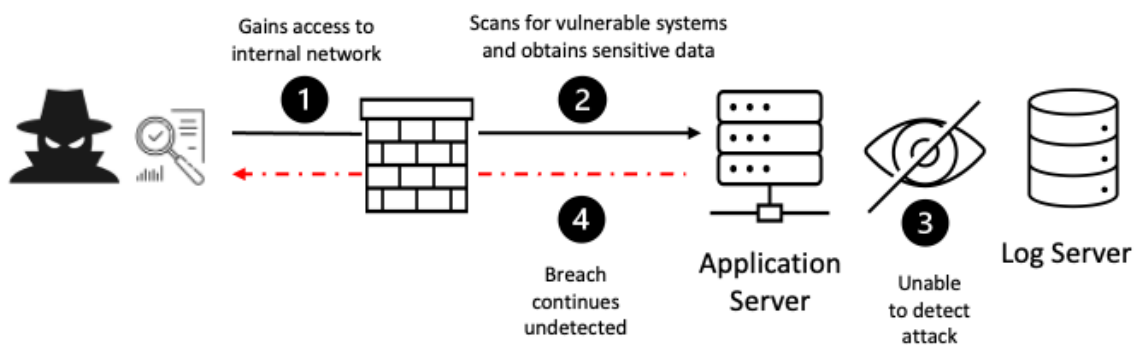 Gains access to
internal network
1
Scans for vulnerable systems
and obtains sensitive data
2
4
Breach
continues
undetected
Application
Server
3
Unable
to detect
attack
Log Server